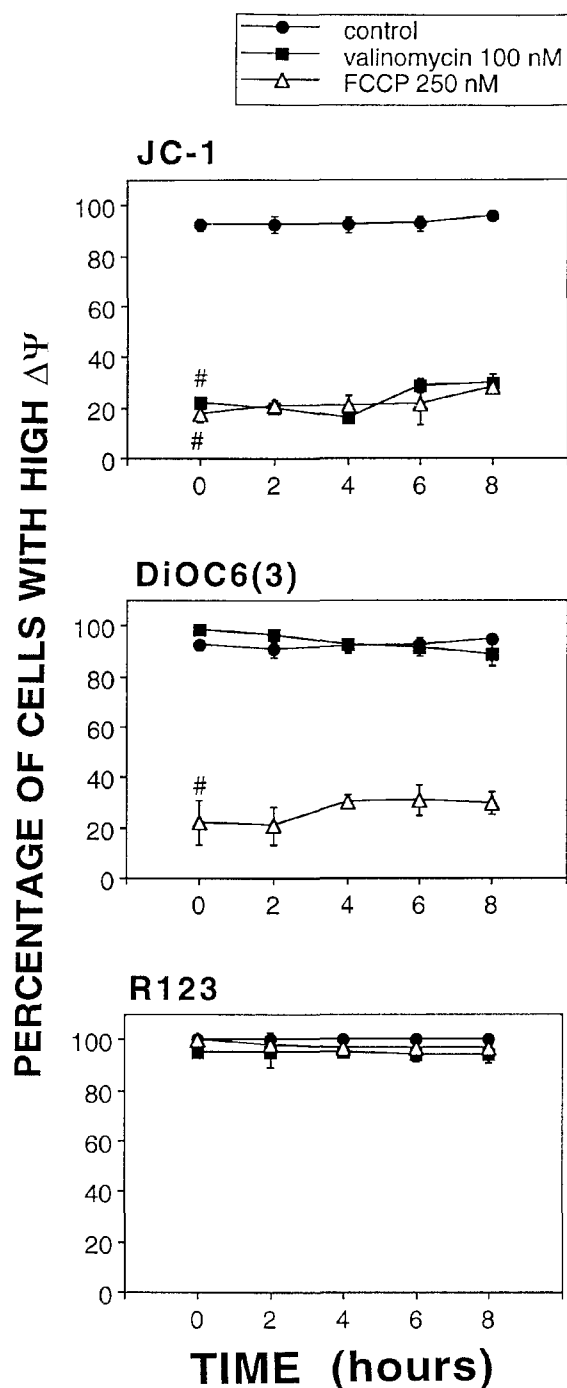 control
valinomycin 100 nM
FCCP 250 nM
JC-1
100
80
60
40
20
0
#
#
0 2 4 6 8
DiOC6(3)
100
80
60
40
20
0
#
0 2 4 6 8
R123
100
80
60
40
20
0
0 2 4 6 8
PERCENTAGE OF CELLS WITH HIGH ΔΨ
TIME (hours)